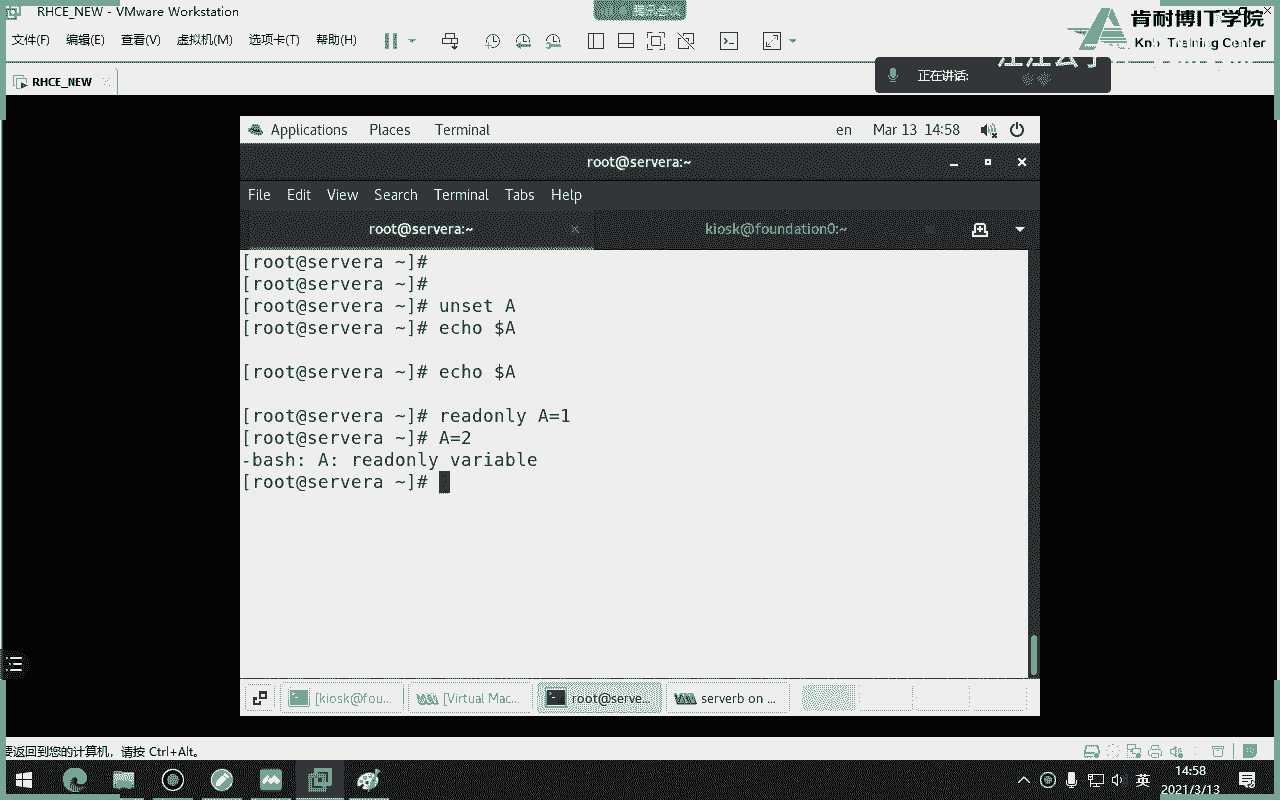 RHCE_NEW - VMware Workstation
肯耐博IT学院
文件(F) 编辑(E) 查看(V) 虚拟机(M) 选项卡(T) 帮助(H)
Training Center
RHCE_NEW
正在讲话:
Applications Places Terminal en Mar 13 14:58
root@servera:~
File Edit View Search Terminal Tabs Help
root@servera:~ kiosk@foundation0:~
[root@servera ~]#
[root@servera ~]#
[root@servera ~]# unset A
[root@servera ~]# echo $A
[root@servera ~]# echo $A
[root@servera ~]# readonly A=1
[root@servera ~]# A=2
-bash: A: readonly variable
[root@servera ~]#
[kiosk@fou... [Virtual Mac... root@serve... serverb on ...
要返回到您的计算机，请按 Ctrl+Alt。
英 14:58
2021/3/13